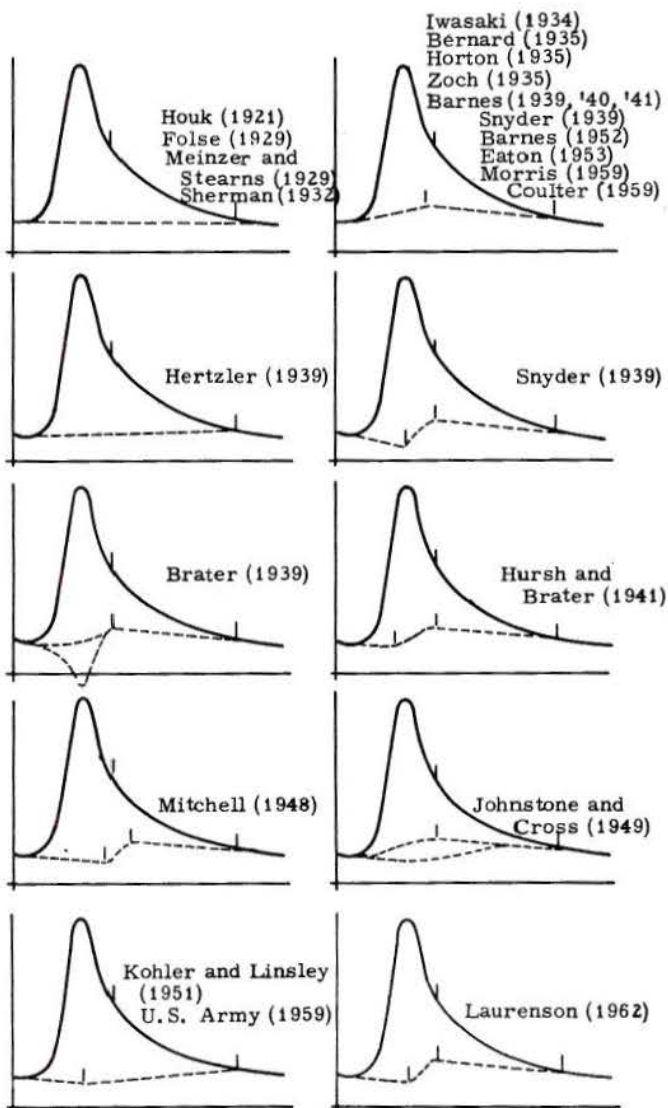 Houk (1921)
Folse (1929)
Meinzer and
Stearns (1929)
Sherman (1932
Iwasaki (1934)
Bernard (1935)
Horton (1935)
Zoch (1935)
Barnes (1939, '40, '41)
Snyder (1939)
Barnes (1952)
Eaton (1953)
Morris (1959)
Coulter (1959)
Hertzler (1939)
Snyder (1939)
Brater (1939)
Hursh and
Brater (1941)
Mitchell (1948)
Johnstone and
Cross (1949)
Kohler and Linsley
(1951)
U.S. Army (1959)
Laurenson (1962)